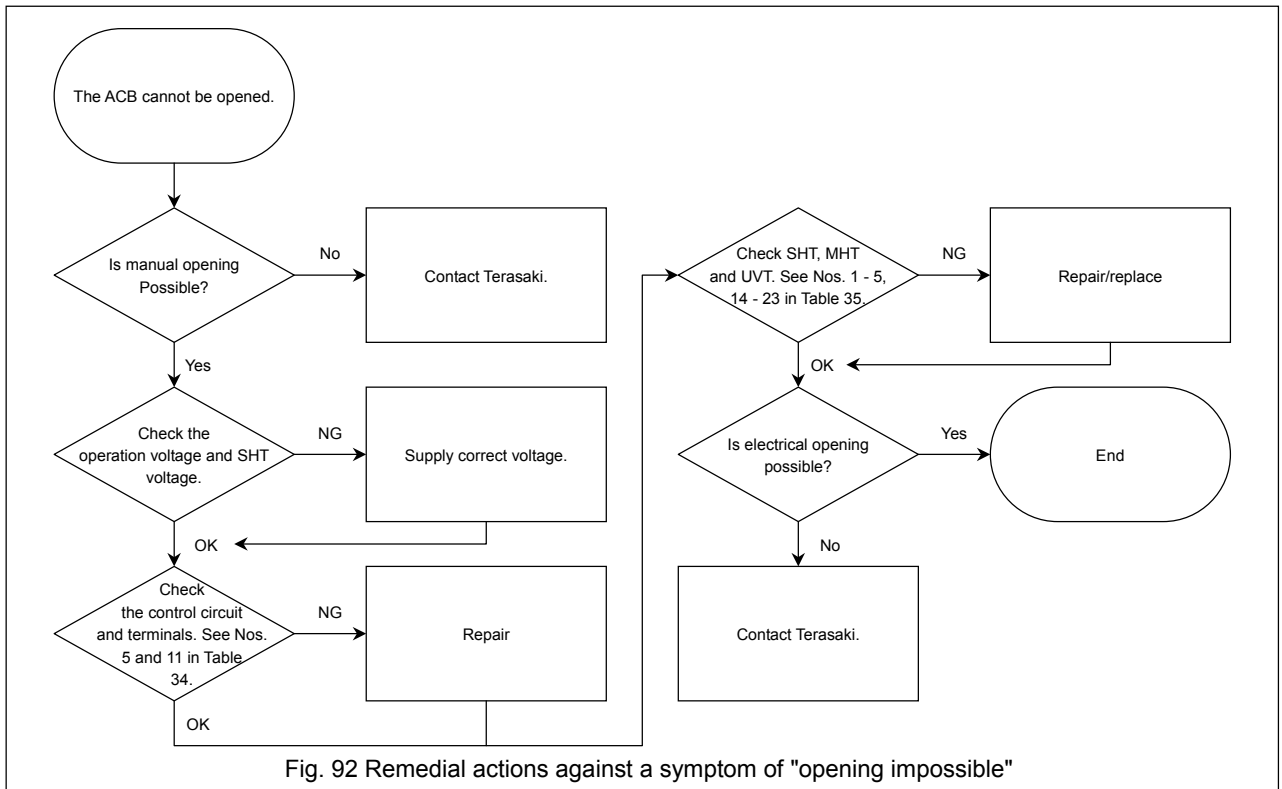 The ACB cannot be opened.
Is manual opening
Possible?
No
Contact Terasaki.
Yes
Check the
operation voltage and SHT
voltage.
NG
Supply correct voltage.
OK
Check
the control circuit
and terminals. See Nos.
5 and 11 in Table
34.
NG
Repair
OK
Check SHT, MHT
and UVT. See Nos. 1 - 5,
14 - 23 in Table 35.
NG
Repair/replace
OK
Is electrical opening
possible?
Yes
End
No
Contact Terasaki.
Fig. 92 Remedial actions against a symptom of "opening impossible"